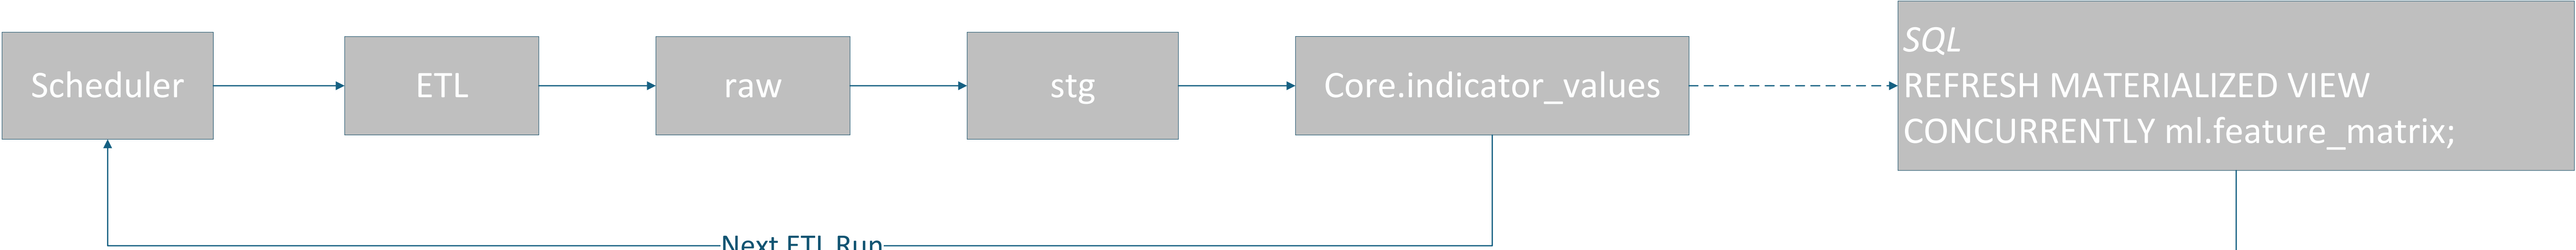 Scheduler
ETL
raw
stg
Core.indicator_values
SQL
REFRESH MATERIALIZED VIEW
CONCURRENTLY ml.feature_matrix;
Next ETL Run